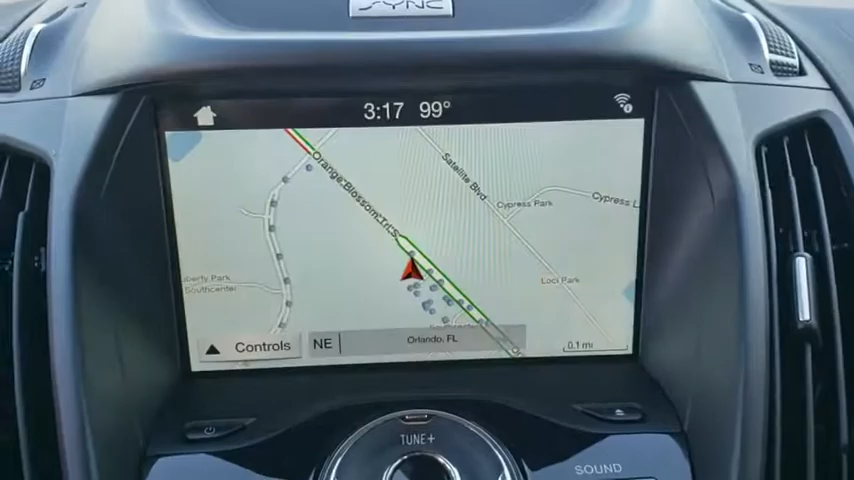 SYNC
3:17 99°
Orange Blossom Trl S
Satellite Blvd
Cypress Park
Cypress L
Loci Park
iberty Park
Southcenter
Controls
NE
Orlando, FL
0.1 mi
TUNE+
SOUND